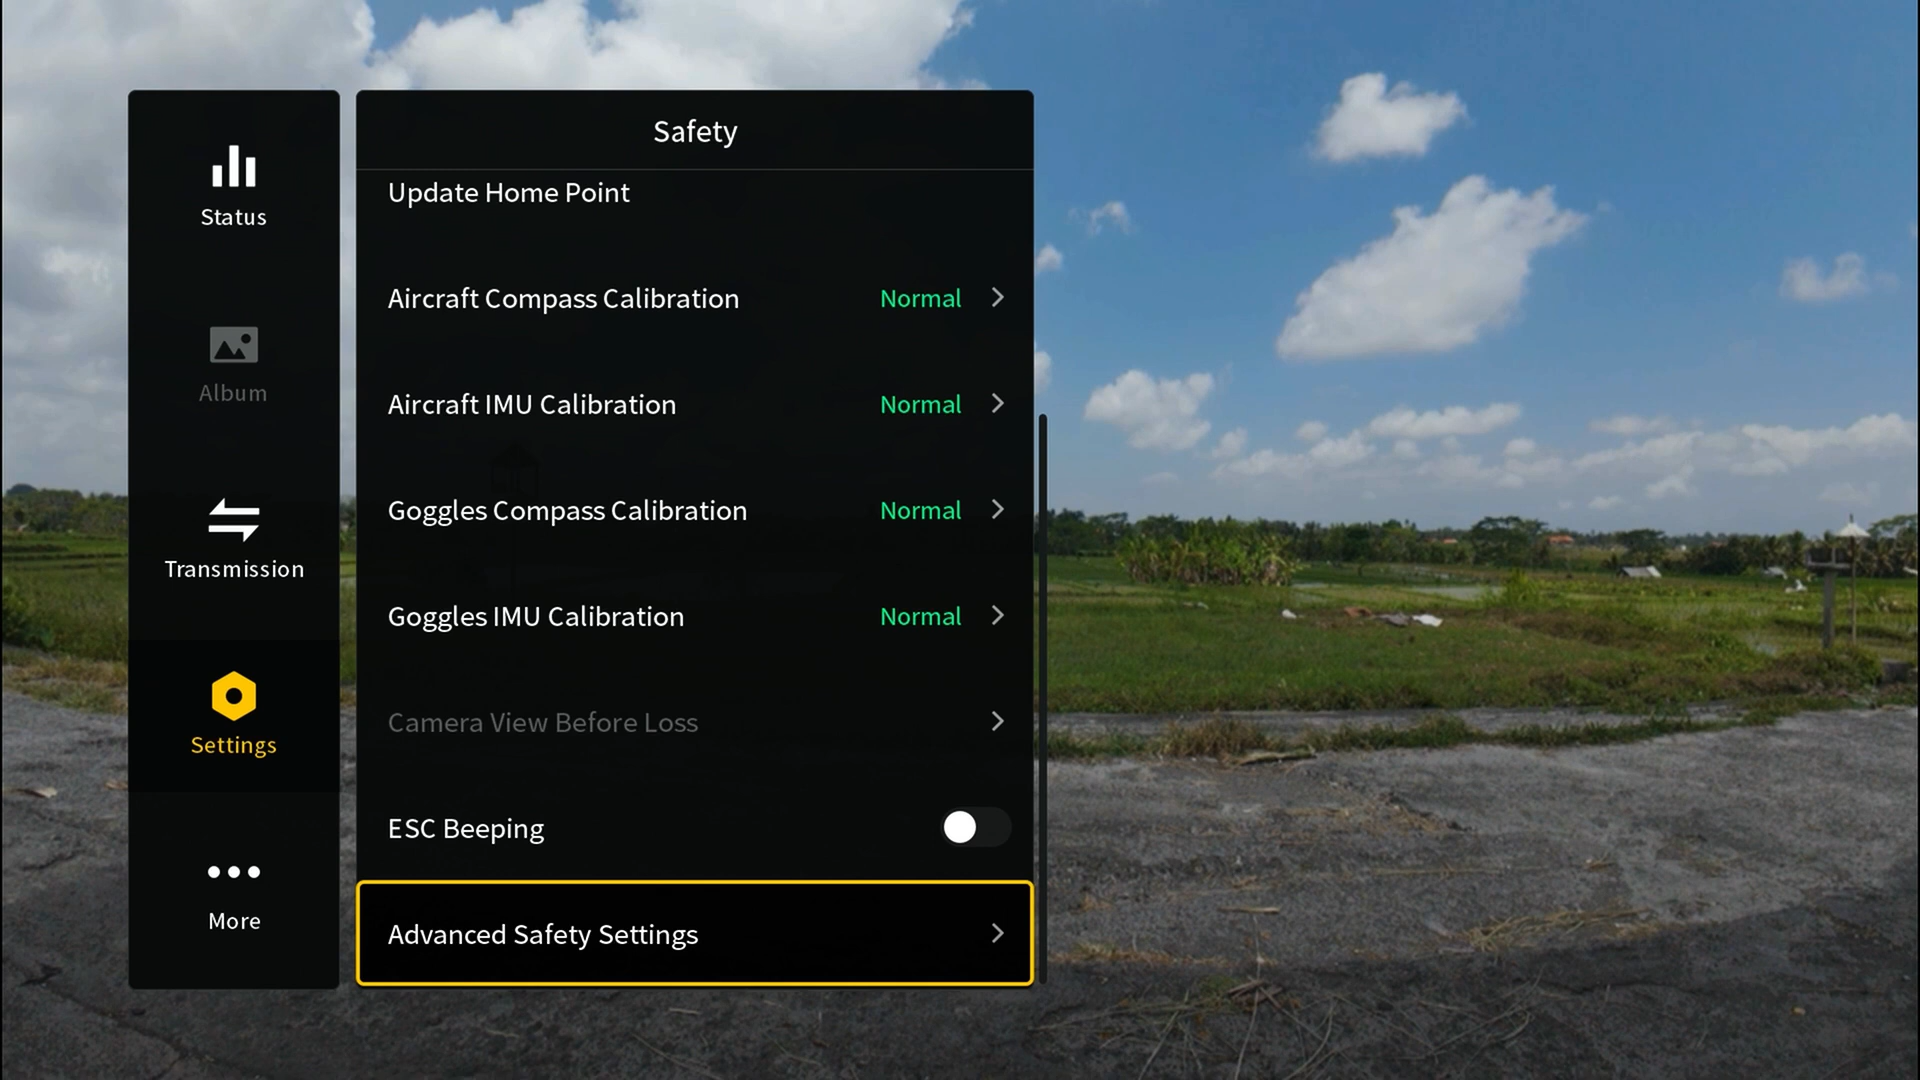 Status
Album
Transmission
Settings
More
Safety
Update Home Point
Aircraft Compass Calibration Normal
Aircraft IMU Calibration Normal
Goggles Compass Calibration Normal
Goggles IMU Calibration Normal
Camera View Before Loss
ESC Beeping
Advanced Safety Settings